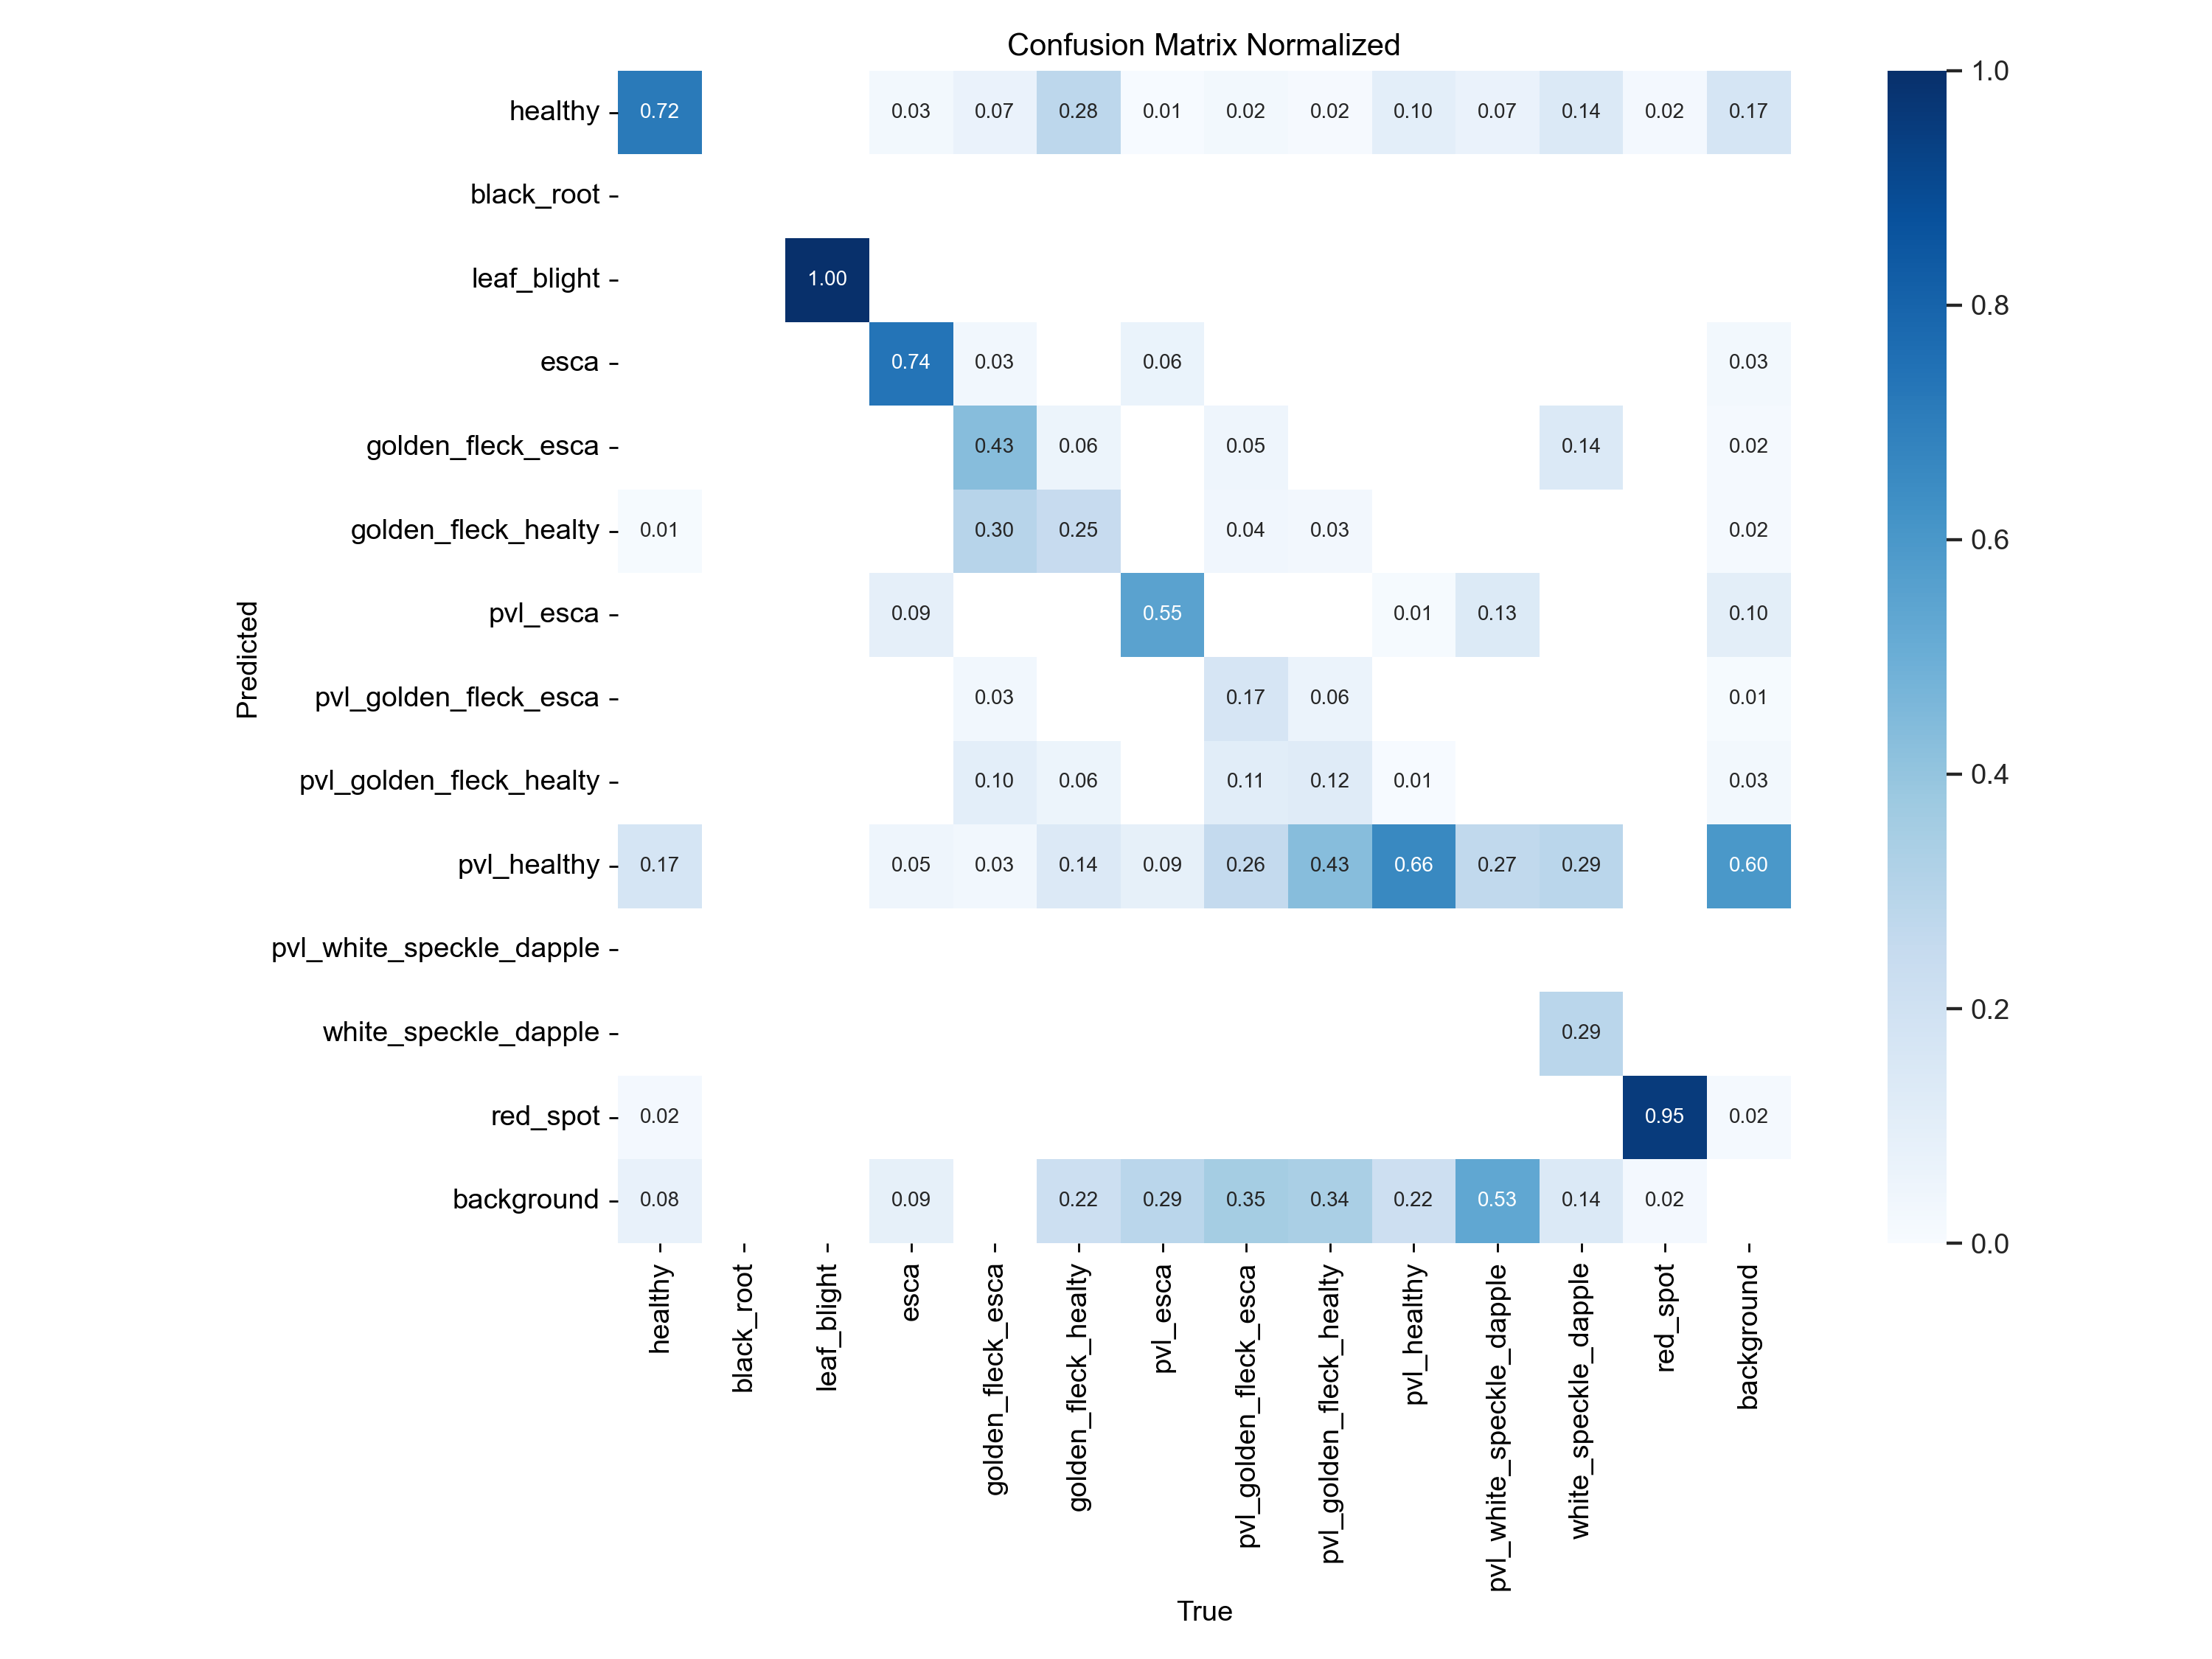 Confusion Matrix Normalized
healthy 0.72 0.03 0.07 0.28 0.01 0.02 0.02 0.10 0.07 0.14 0.02 0.17
black_root
leaf_blight 1.00
esca 0.74 0.03 0.06 0.03
golden_fleck_esca 0.43 0.06 0.05 0.14 0.02
golden_fleck_healty 0.01 0.30 0.25 0.04 0.03 0.02
pvl_esca 0.09 0.55 0.01 0.13 0.10
pvl_golden_fleck_esca 0.03 0.17 0.06 0.01
pvl_golden_fleck_healty 0.10 0.06 0.11 0.12 0.01 0.03
pvl_healthy 0.17 0.05 0.03 0.14 0.09 0.26 0.43 0.66 0.27 0.29 0.60
pvl_white_speckle_dapple
white_speckle_dapple 0.29
red_spot 0.02 0.95 0.02
background 0.08 0.09 0.22 0.29 0.35 0.34 0.22 0.53 0.14 0.02
Predicted
healthy
black_root
leaf_blight
esca
golden_fleck_esca
golden_fleck_healty
pvl_esca
pvl_golden_fleck_esca
pvl_golden_fleck_healty
pvl_healthy
pvl_white_speckle_dapple
white_speckle_dapple
red_spot
background
True
1.0
0.8
0.6
0.4
0.2
0.0